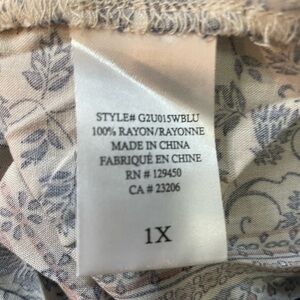 STYLE# G2U015WBLU
100% RAYON/RAYONNE
MADE IN CHINA
FABRIQUÉ EN CHINE
RN # 129450
CA # 23206
1X